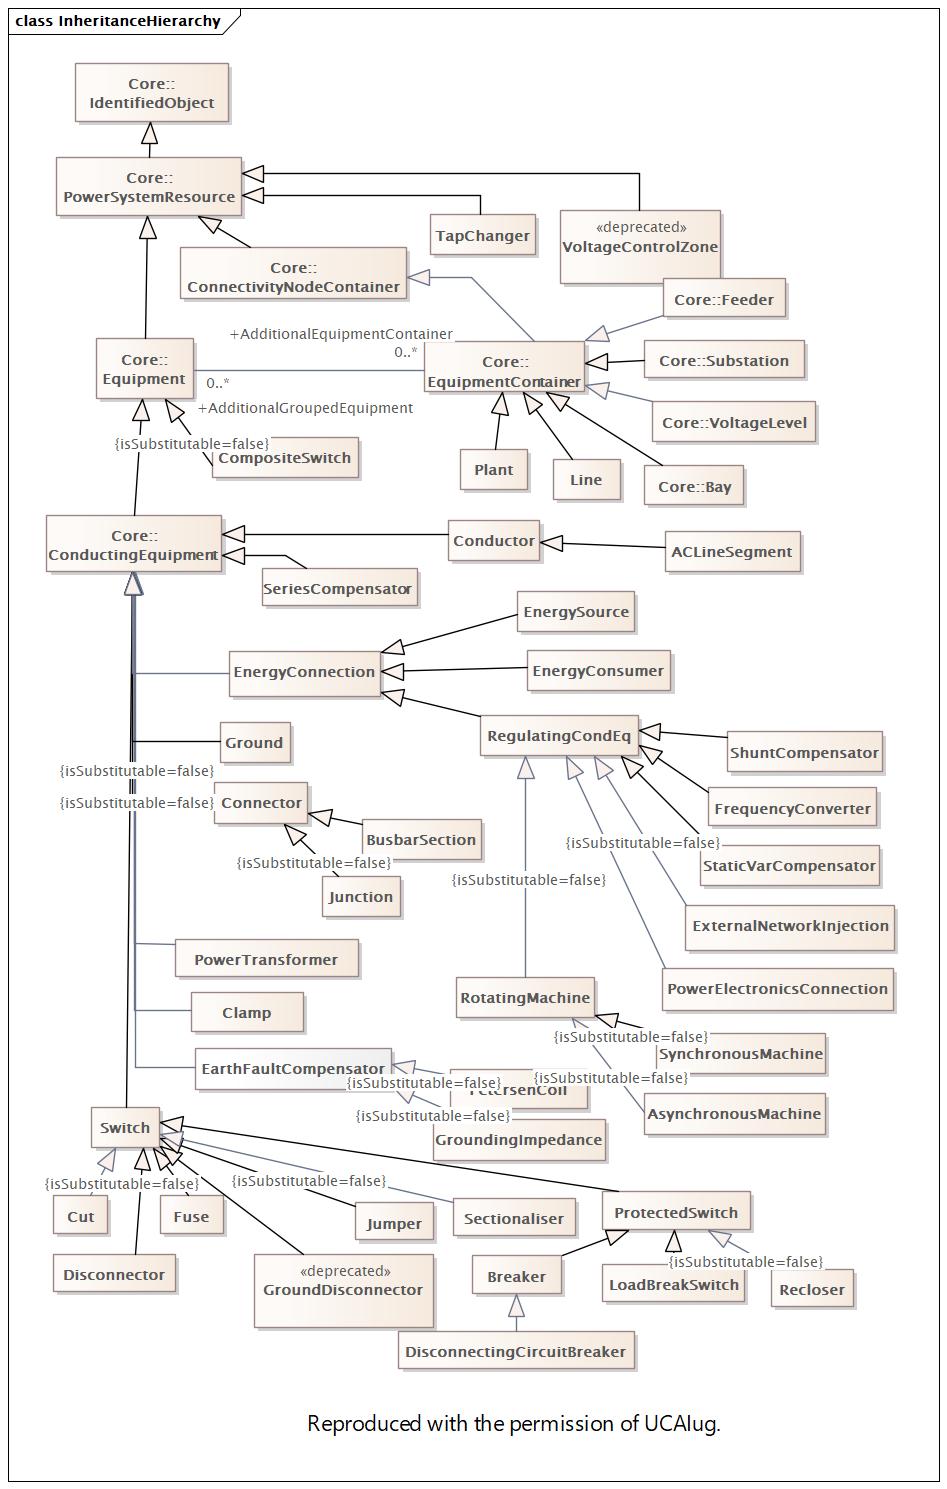 class InheritanceHierarchy
Core::
IdentifiedObject
Core::
PowerSystemResource
TapChanger
«deprecated»
VoltageControlZone
Core::
ConnectivityNodeContainer
Core::Feeder
+AdditionalEquipmentContainer
0..*
Core::
Equipment
Core::
EquipmentContainer
Core::Substation
0..*
+AdditionalGroupedEquipment
Core::VoltageLevel
{isSubstitutable=false}
CompositeSwitch
Plant
Line
Core::Bay
Core::
ConductingEquipment
Conductor
ACLineSegment
SeriesCompensator
EnergySource
EnergyConnection
EnergyConsumer
Ground
RegulatingCondEq
ShuntCompensator
{isSubstitutable=false}
{isSubstitutable=false}
Connector
FrequencyConverter
BusbarSection
{isSubstitutable=false}
{isSubstitutable=false}
StaticVarCompensator
{isSubstitutable=false}
Junction
ExternalNetworkInjection
PowerTransformer
PowerElectronicsConnection
RotatingMachine
Clamp
{isSubstitutable=false}
SynchronousMachine
EarthFaultCompensator
{isSubstitutable=false}
{isSubstitutable=false}
PetersenCoil
AsynchronousMachine
{isSubstitutable=false}
Switch
GroundingImpedance
{isSubstitutable=false}
{isSubstitutable=false}
Cut
Fuse
Jumper
Sectionaliser
ProtectedSwitch
Disconnector
«deprecated»
GroundDisconnector
Breaker
{isSubstitutable=false}
LoadBreakSwitch
Recloser
DisconnectingCircuitBreaker
Reproduced with the permission of UCAIug.